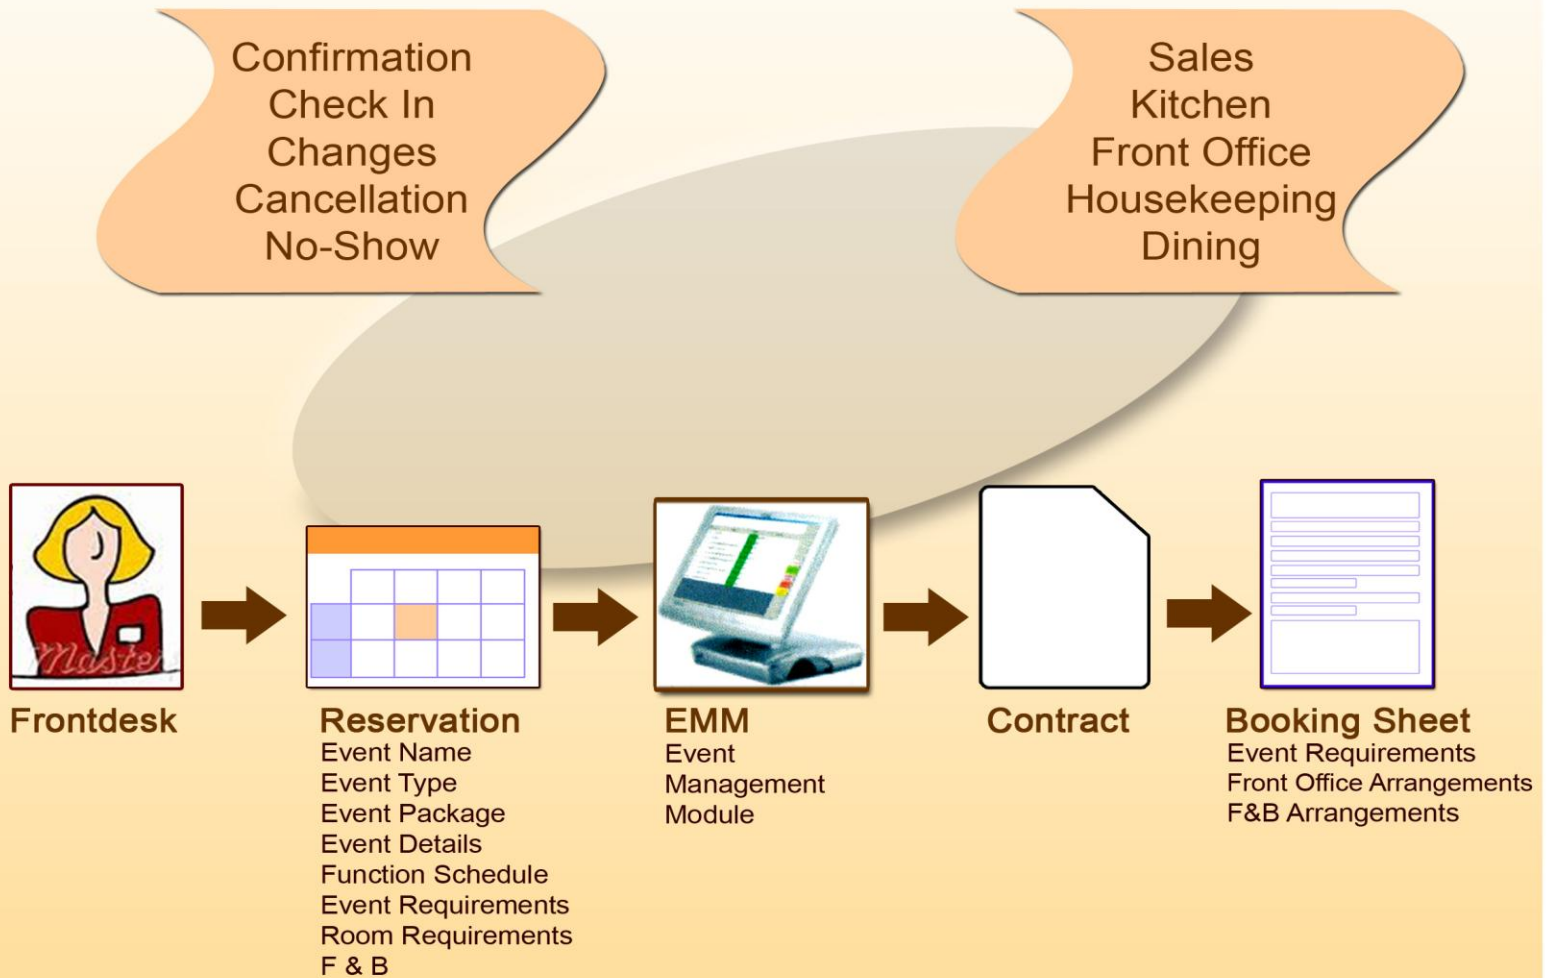 Confirmation
Check In
Changes
Cancellation
No-Show
Sales
Kitchen
Front Office
Housekeeping
Dining
Master
Frontdesk
Reservation
Event Name
Event Type
Event Package
Event Details
Function Schedule
Event Requirements
Room Requirements
F & B
EMM
Event
Management
Module
Contract
Booking Sheet
Event Requirements
Front Office Arrangements
F&B Arrangements